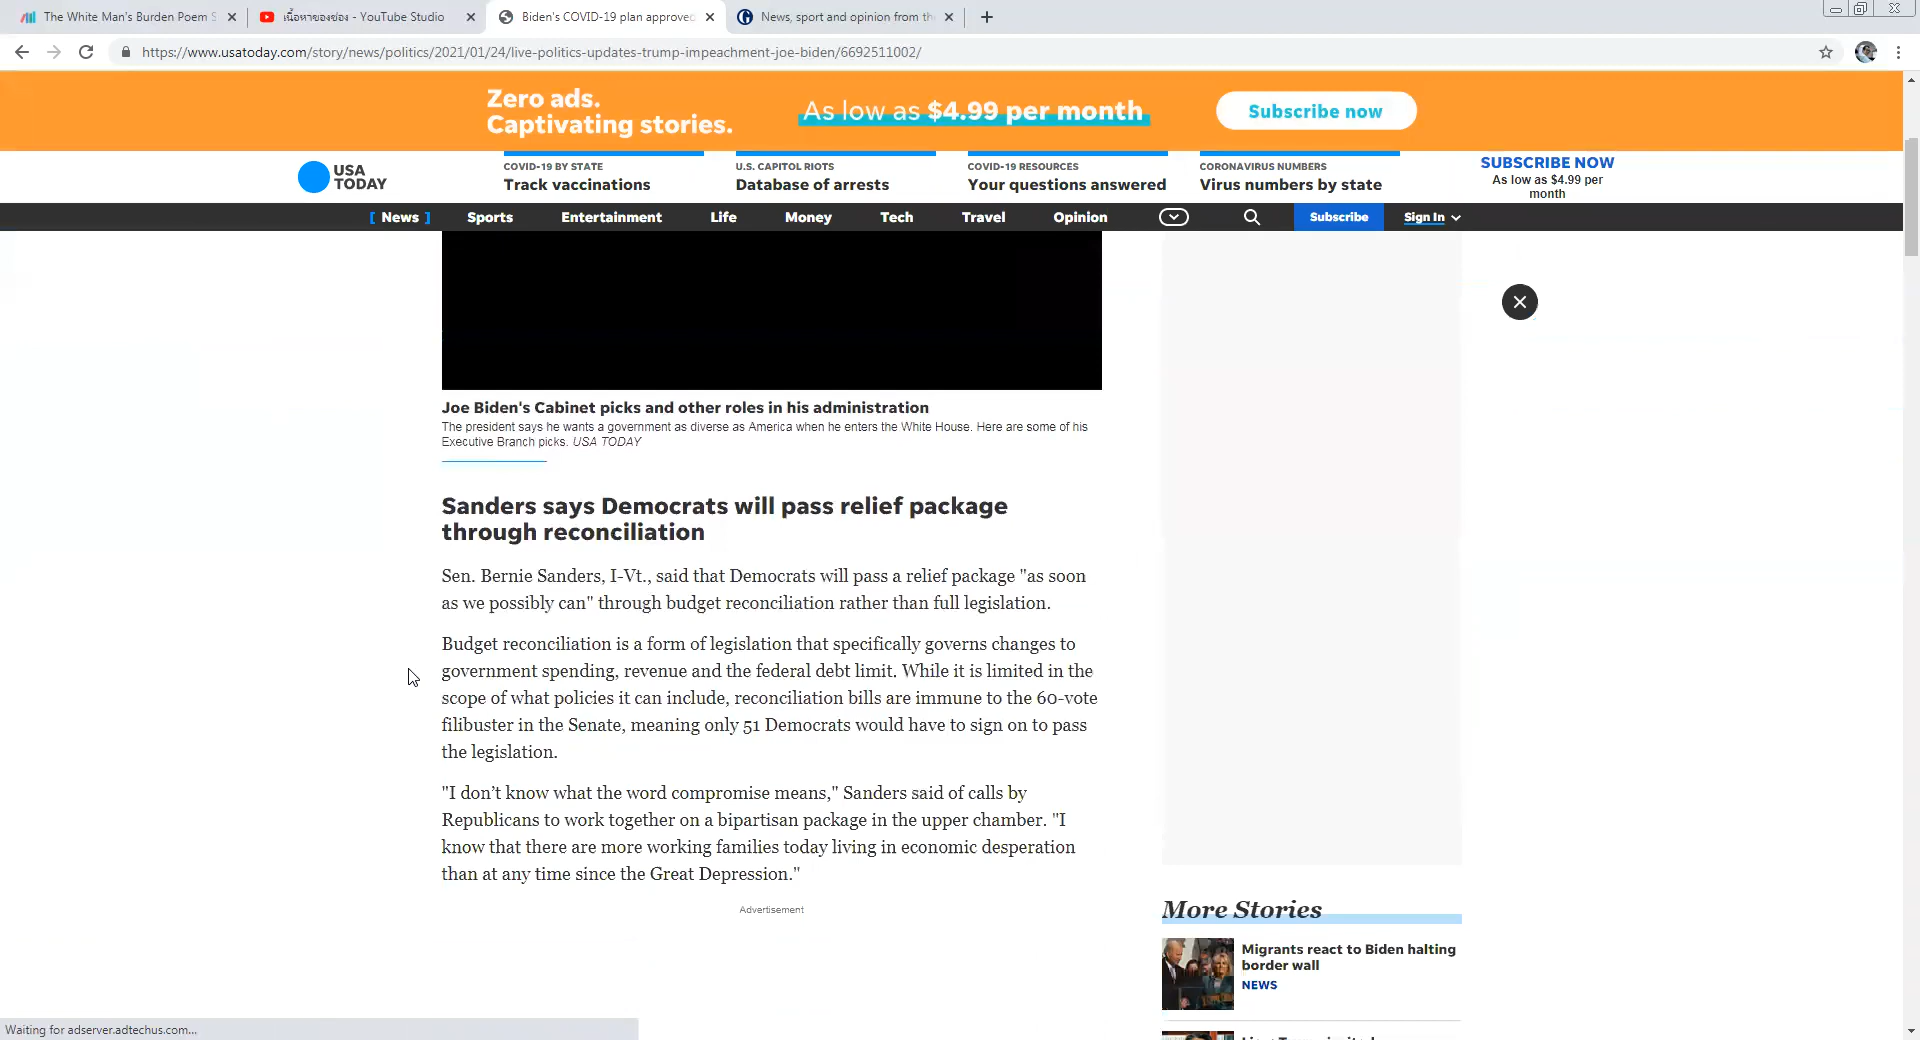 The White Man's Burden Poem S
เนื้อหาของช่อง - YouTube Studio
Biden's COVID-19 plan approved
News, sport and opinion from th
https://www.usatoday.com/story/news/politics/2021/01/24/live-politics-updates-trump-impeachment-joe-biden/6692511002/
Zero ads.
Captivating stories.
As low as $4.99 per month
Subscribe now
USA
TODAY
COVID-19 BY STATE
Track vaccinations
U.S. CAPITOL RIOTS
Database of arrests
COVID-19 RESOURCES
Your questions answered
CORONAVIRUS NUMBERS
Virus numbers by state
SUBSCRIBE NOW
As low as $4.99 per
month
[ News ] Sports Entertainment Life Money Tech Travel Opinion Subscribe Sign In
Joe Biden's Cabinet picks and other roles in his administration
The president says he wants a government as diverse as America when he enters the White House. Here are some of his
Executive Branch picks. USA TODAY
Sanders says Democrats will pass relief package
through reconciliation
Sen. Bernie Sanders, I-Vt., said that Democrats will pass a relief package "as soon
as we possibly can" through budget reconciliation rather than full legislation.
Budget reconciliation is a form of legislation that specifically governs changes to
government spending, revenue and the federal debt limit. While it is limited in the
scope of what policies it can include, reconciliation bills are immune to the 60-vote
filibuster in the Senate, meaning only 51 Democrats would have to sign on to pass
the legislation.
"I don’t know what the word compromise means," Sanders said of calls by
Republicans to work together on a bipartisan package in the upper chamber. "I
know that there are more working families today living in economic desperation
than at any time since the Great Depression."
Advertisement
More Stories
Migrants react to Biden halting
border wall
NEWS
Waiting for adserver.adtechus.com...